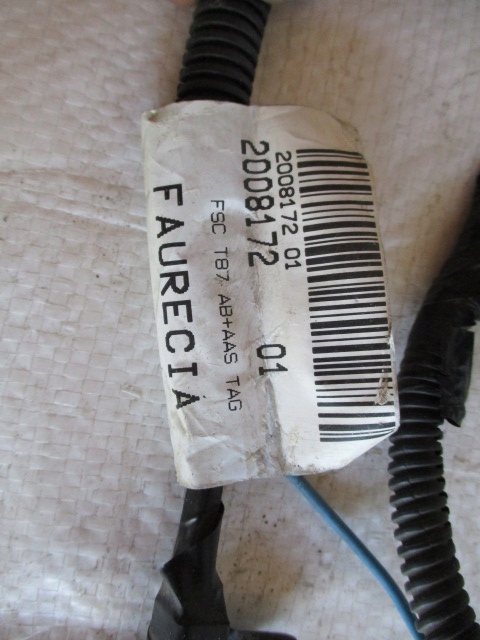 2008172 01
2008172 01
FSC T87 AB+AAS TAG
FAURECIA